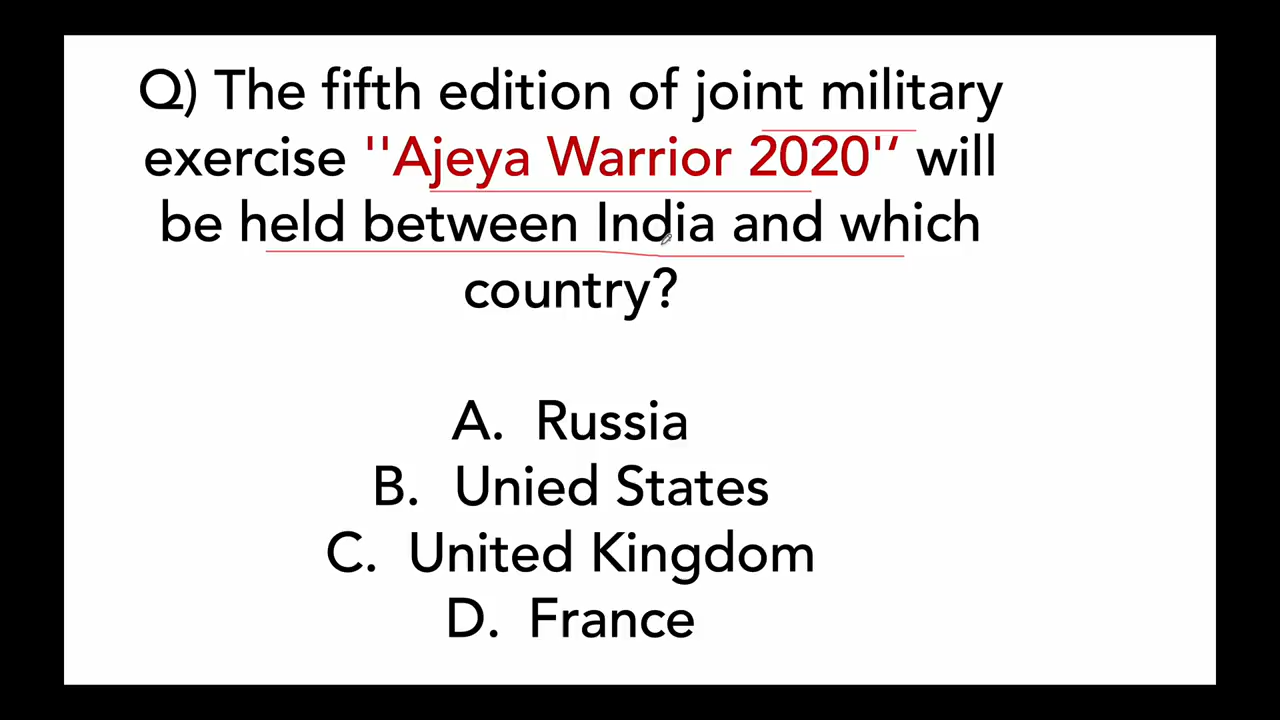 Q) The fifth edition of joint military
exercise ''Ajeya Warrior 2020'’ will
be held between India and which
country?
A. Russia
B. Unied States
C. United Kingdom
D. France